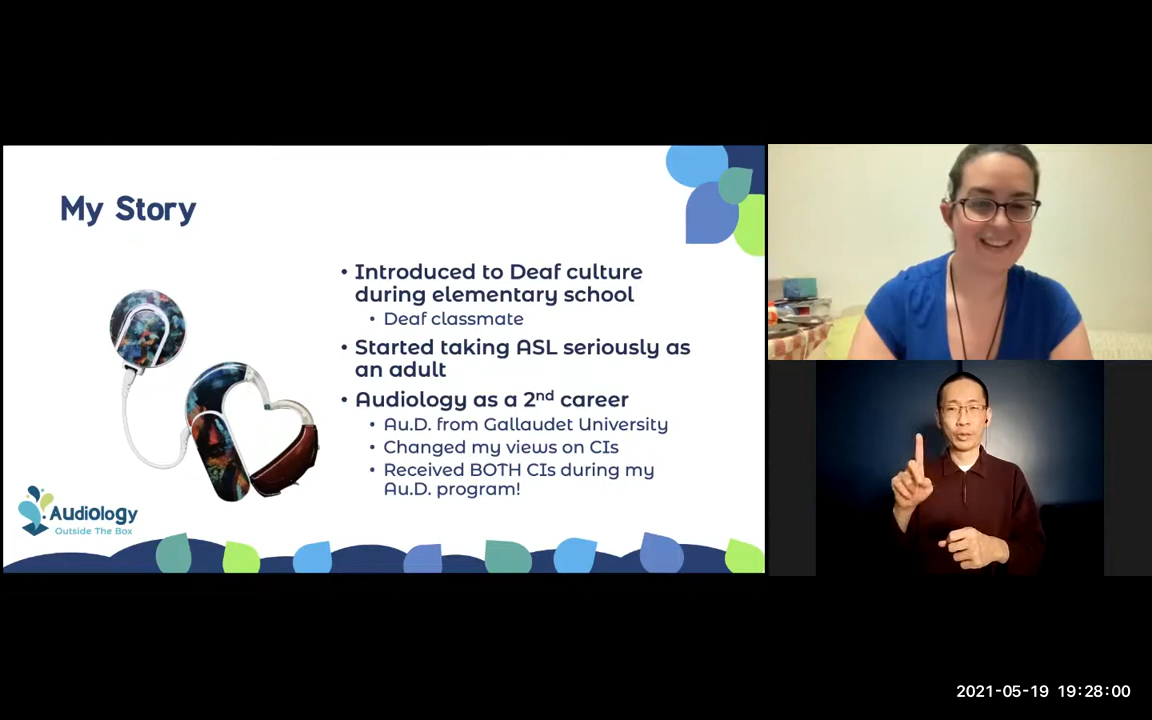 My Story
• Introduced to Deaf culture
during elementary school
• Deaf classmate
• Started taking ASL seriously as
an adult
• Audiology as a 2nd career
• Au.D. from Gallaudet University
• Changed my views on CIs
• Received BOTH CIs during my
Au.D. program!
Audiology
Outside The Box
2021-05-19 19:28:00